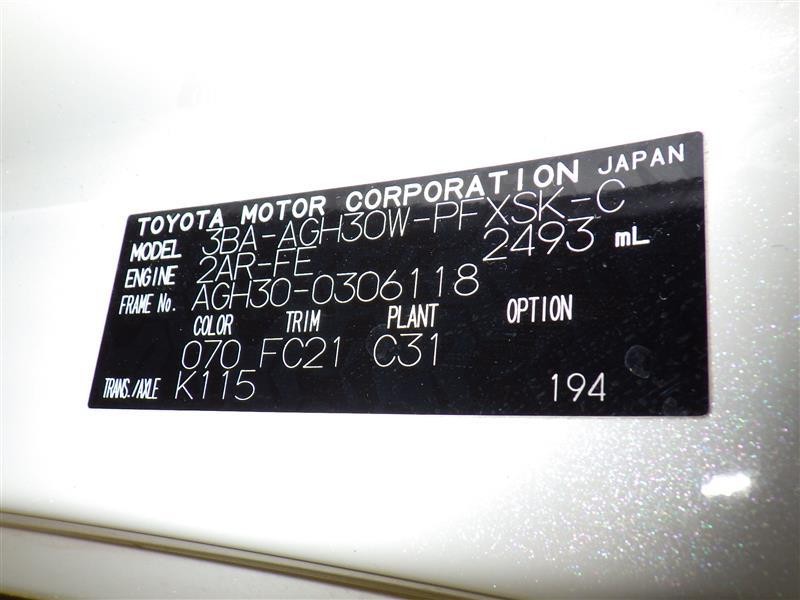 TOYOTA MOTOR CORPORATION JAPAN
MODEL 3BA-AGH30W-PFXSK-C
ENGINE 2AR-FE 2493 mL
FRAME No. AGH30-0306118
COLOR TRIM PLANT OPTION
070 FC21 C31
TRANS./AXLE K115 194